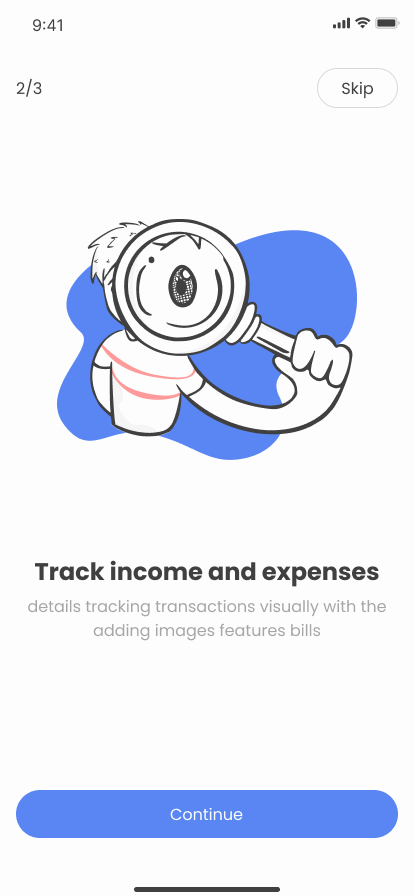 9:41
2/3
Skip
Track income and expenses
details tracking transactions visually with the
adding images features bills
Continue